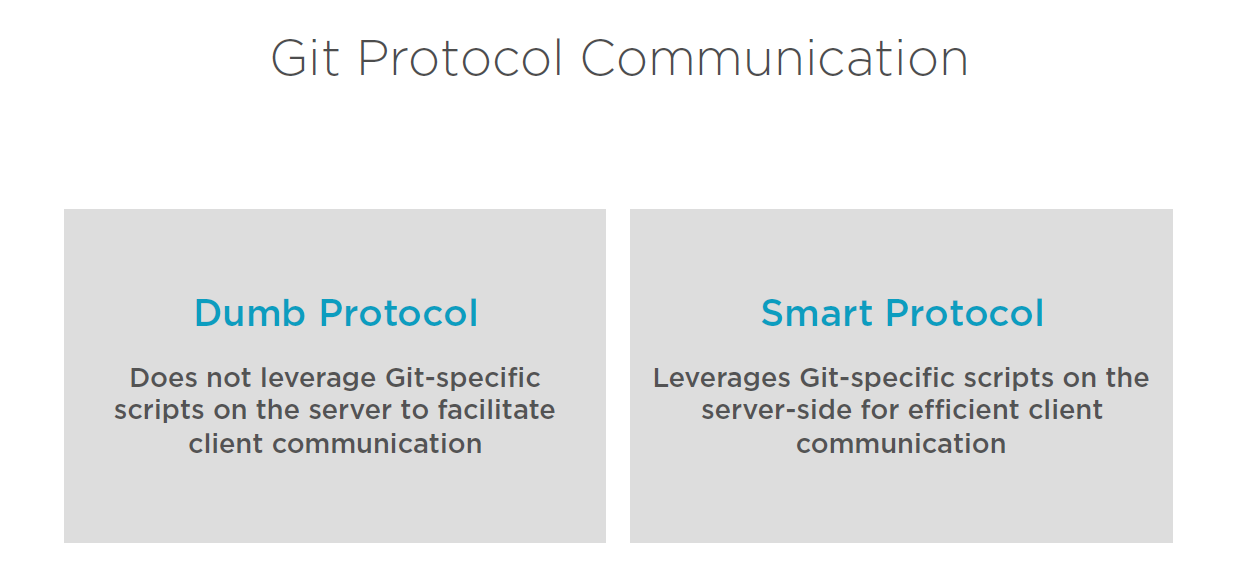 Git Protocol Communication
Dumb Protocol
Does not leverage Git-specific
scripts on the server to facilitate
client communication
Smart Protocol
Leverages Git-specific scripts on the
server-side for efficient client
communication